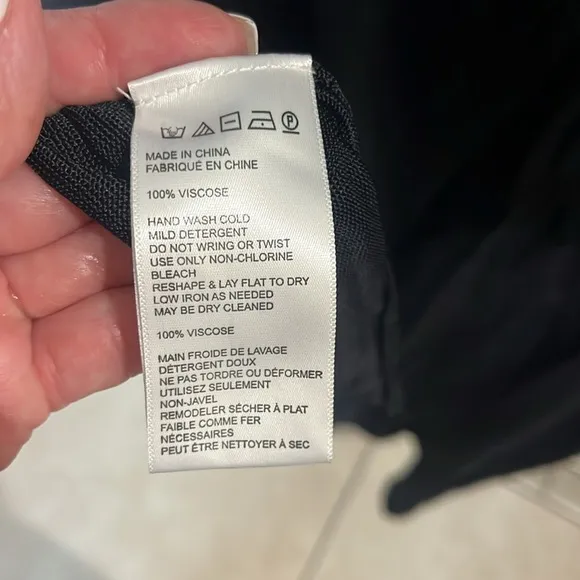 MADE IN CHINA
FABRIQUÉ EN CHINE
100% VISCOSE
HAND WASH COLD
MILD DETERGENT
DO NOT WRING OR TWIST
USE ONLY NON-CHLORINE
BLEACH
RESHAPE & LAY FLAT TO DRY
LOW IRON AS NEEDED
MAY BE DRY CLEANED
100% VISCOSE
MAIN FROIDE DE LAVAGE
DÉTERGENT DOUX
NE PAS TORDRE OU DÉFORMER
UTILISEZ SEULEMENT
NON-JAVEL
REMODELER SÉCHER À PLAT
FAIBLE COMME FER
NÉCESSAIRES
PEUT ÊTRE NETTOYER À SEC